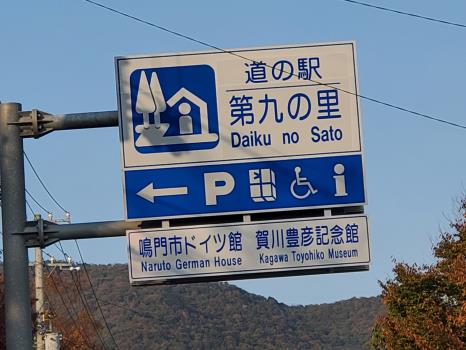 道の駅
第九の里
Daiku no Sato
P
鳴門市ドイツ館 賀川豊彦記念館
Naruto German House Kagawa Toyohiko Museum